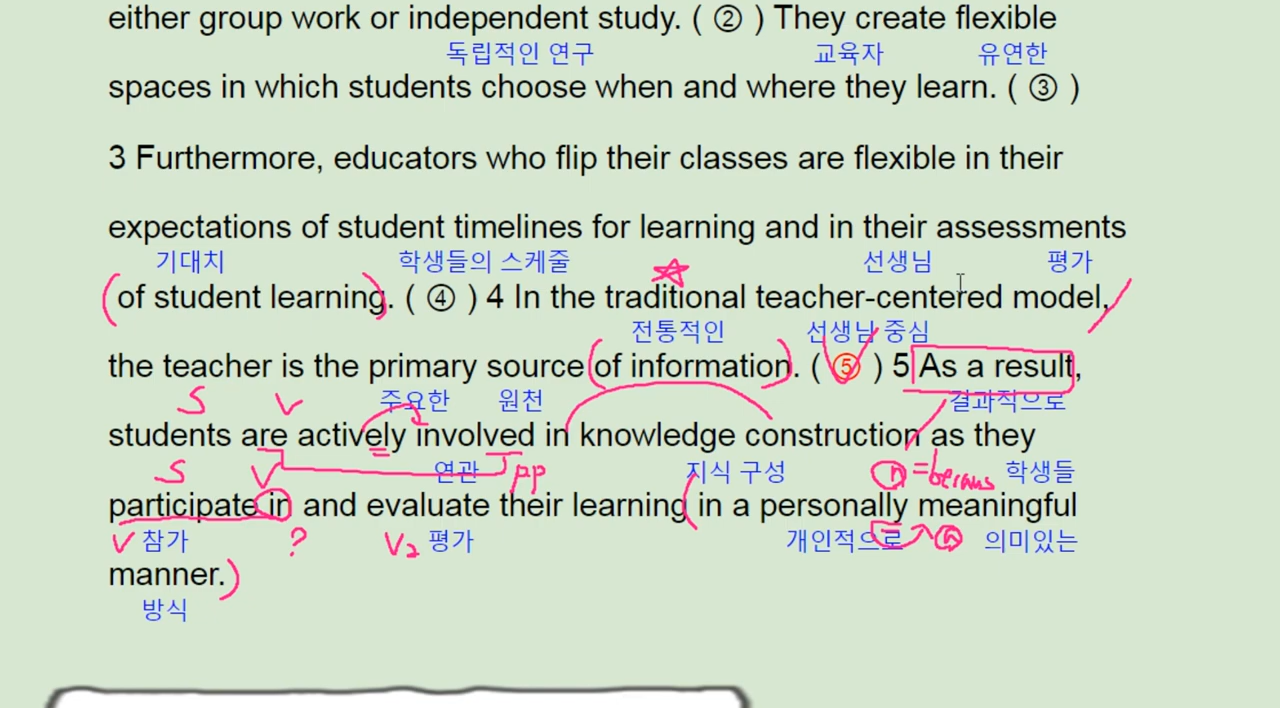 either group work or independent study. ( ② ) They create flexible
독립적인 연구 교육자 유연한
spaces in which students choose when and where they learn. ( ③ )
3 Furthermore, educators who flip their classes are flexible in their
expectations of student timelines for learning and in their assessments
기대치 학생들의 스케줄 선생님 평가
(of student learning). ( ④ ) 4 In the traditional teacher-centered model,
전통적인 선생님 중심
the teacher is the primary source (of information). ( ⑤ ) 5 As a result,
S V 주요한 원천 결과적으로
students are actively involved in knowledge construction as they
S V 연관 pp 지식 구성 n = 학생들
participate in and evaluate their learning (in a personally meaningful
V 참가 ? V2 평가 개인적으로 의미있는
manner.)
방식